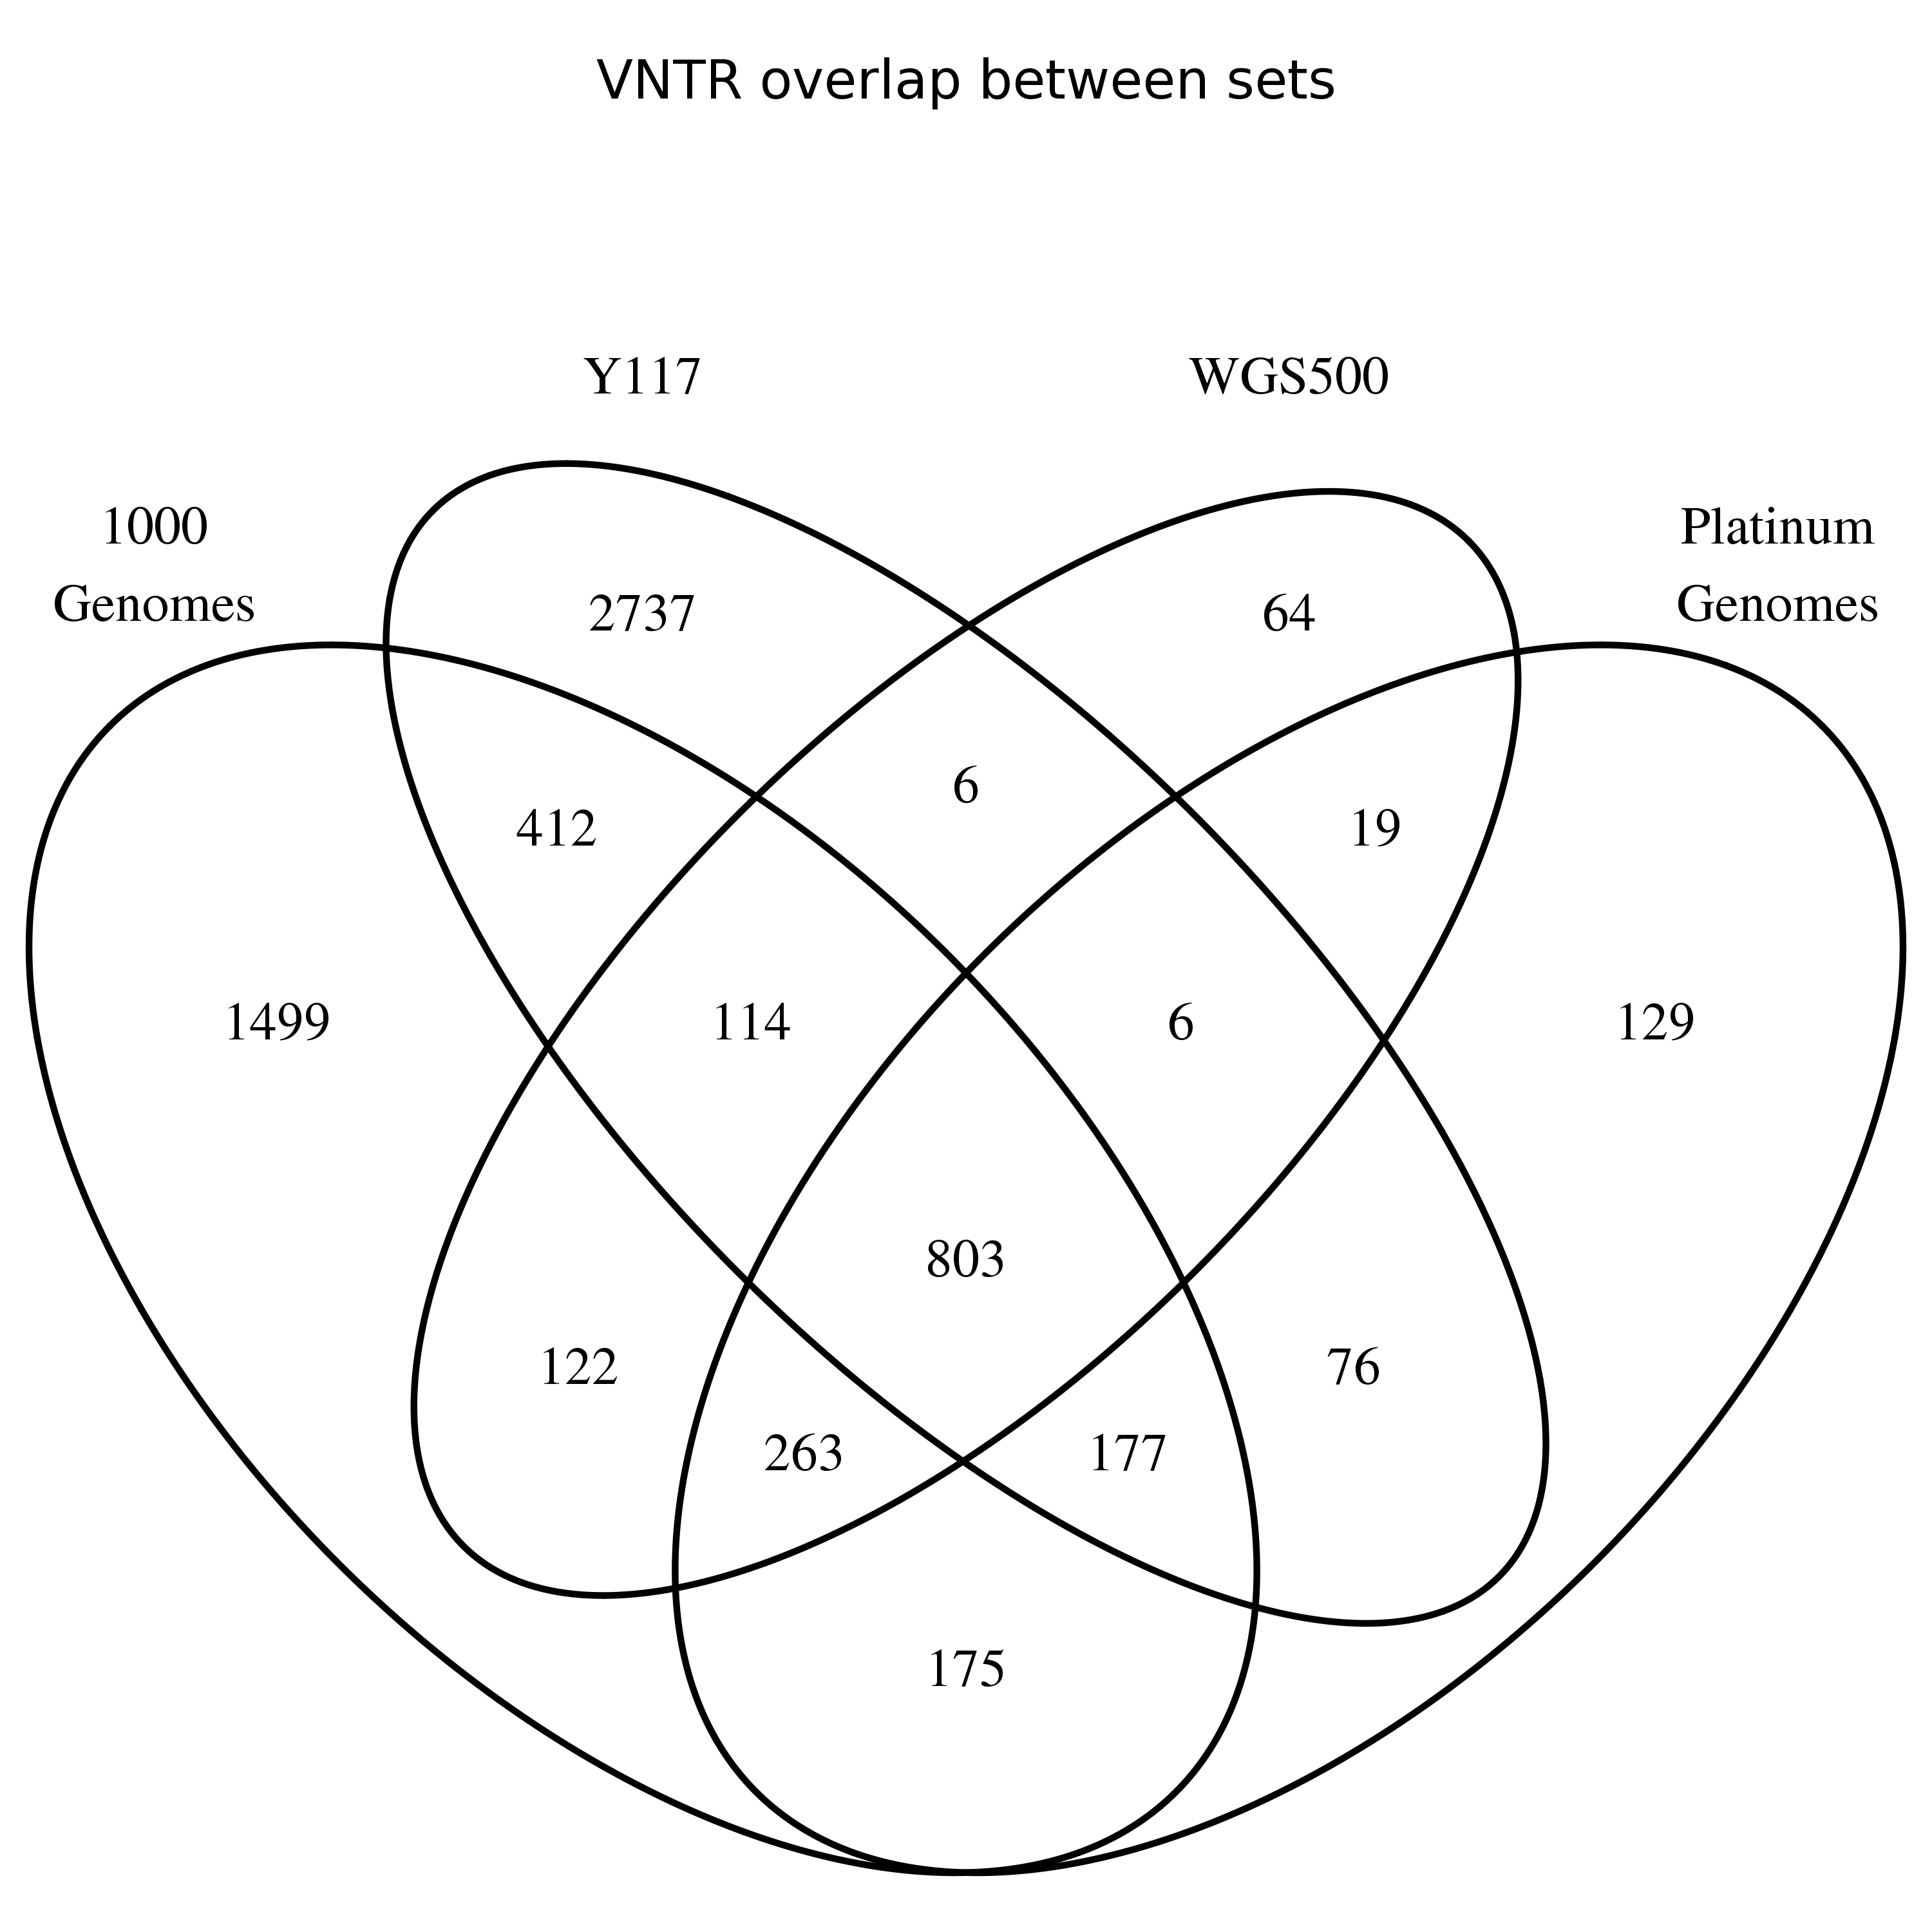 VNTR overlap between sets
Y117
WGS500
1000
Genomes
Platinum
Genomes
2737
64
6
412
19
1499
114
6
129
803
122
76
263
177
175